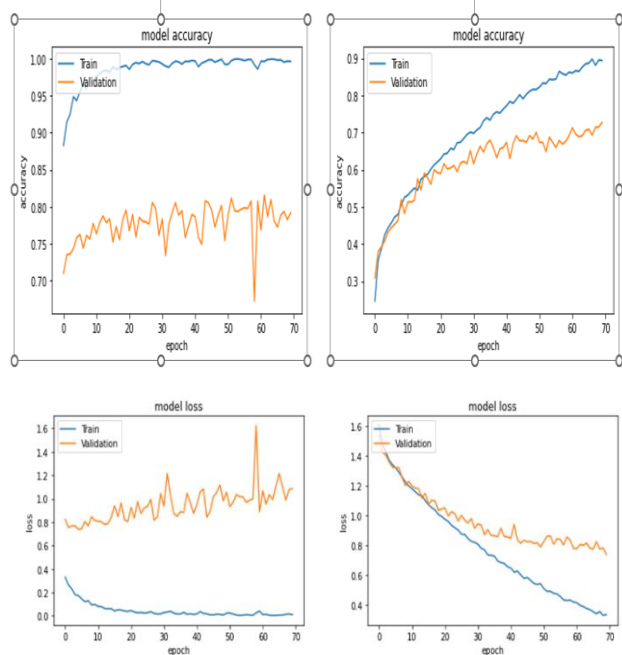 model accuracy
Train
Validation
accuracy
1.00
0.95
0.90
0.85
0.80
0.75
0.70
0 10 20 30 40 50 60 70
epoch
model accuracy
Train
Validation
accuracy
0.9
0.8
0.7
0.6
0.5
0.4
0.3
0 10 20 30 40 50 60 70
epoch
model loss
Train
Validation
loss
1.6
1.4
1.2
1.0
0.8
0.6
0.4
0.2
0.0
0 10 20 30 40 50 60 70
epoch
model loss
Train
Validation
loss
1.6
1.4
1.2
1.0
0.8
0.6
0.4
0 10 20 30 40 50 60 70
epoch